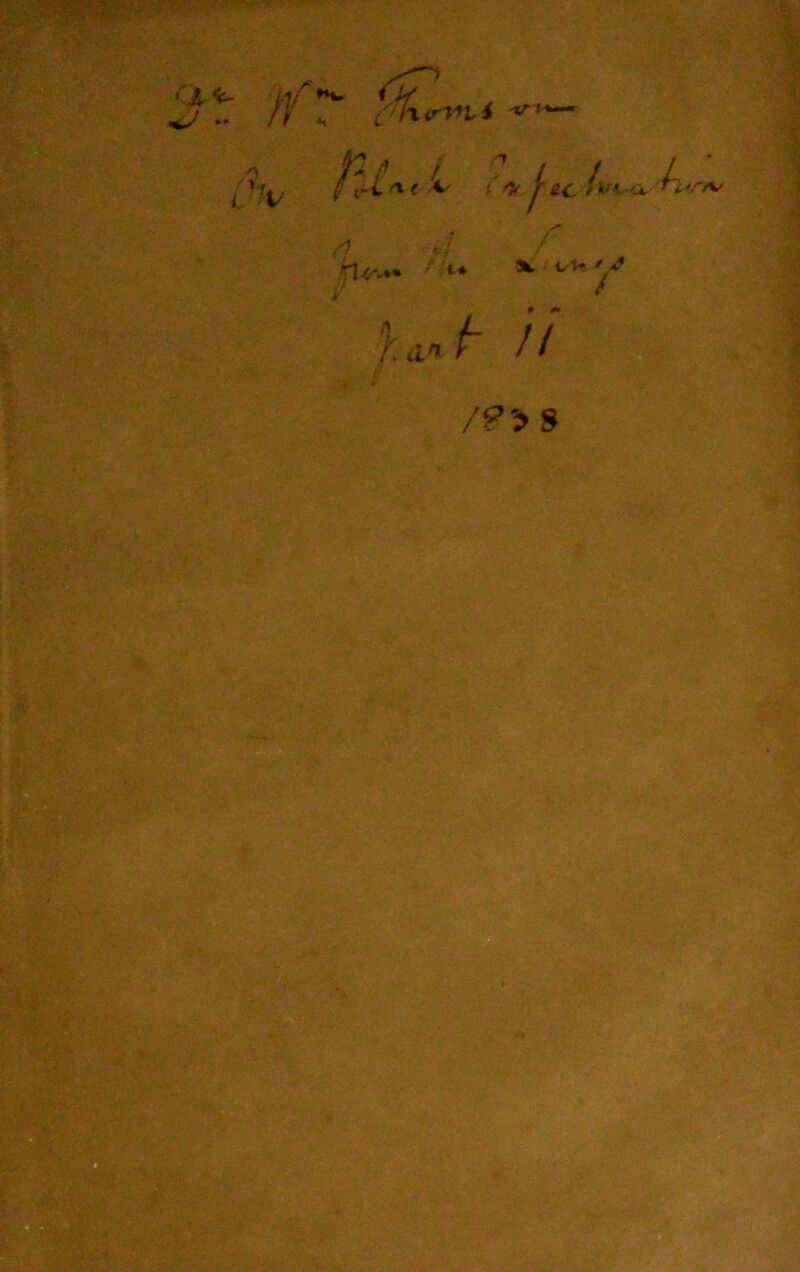 Dr. Wm. Thomson
On Black Expectoration
from the Lungs
Part II
1838